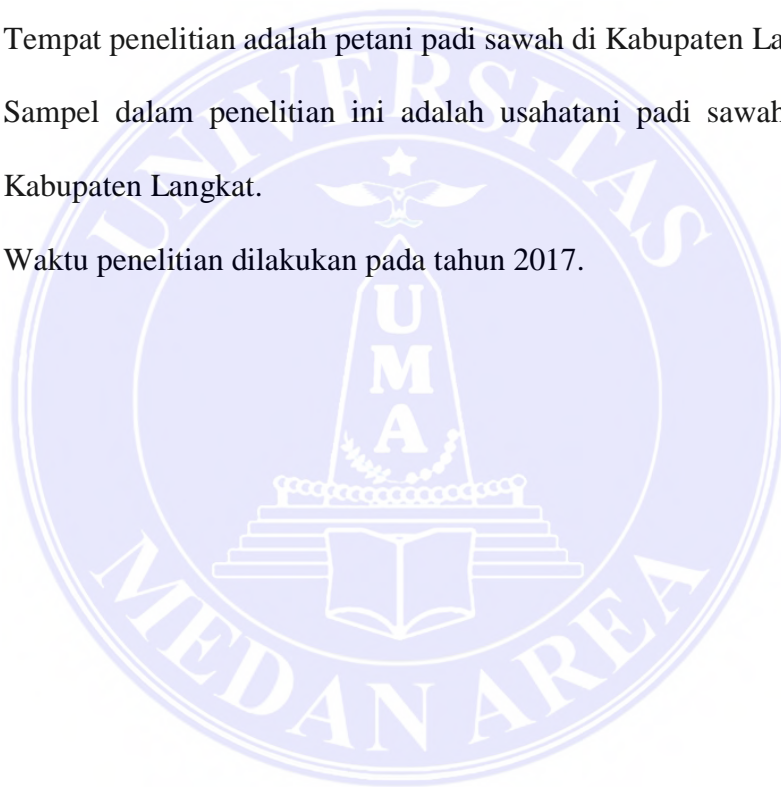 Tempat penelitian adalah petani padi sawah di Kabupaten
Sampel dalam penelitian ini adalah usahatani padi sawah
Kabupaten Langkat.
Waktu penelitian dilakukan pada tahun 2017.
UNIVERSITAS
UMA
MEDAN AREA